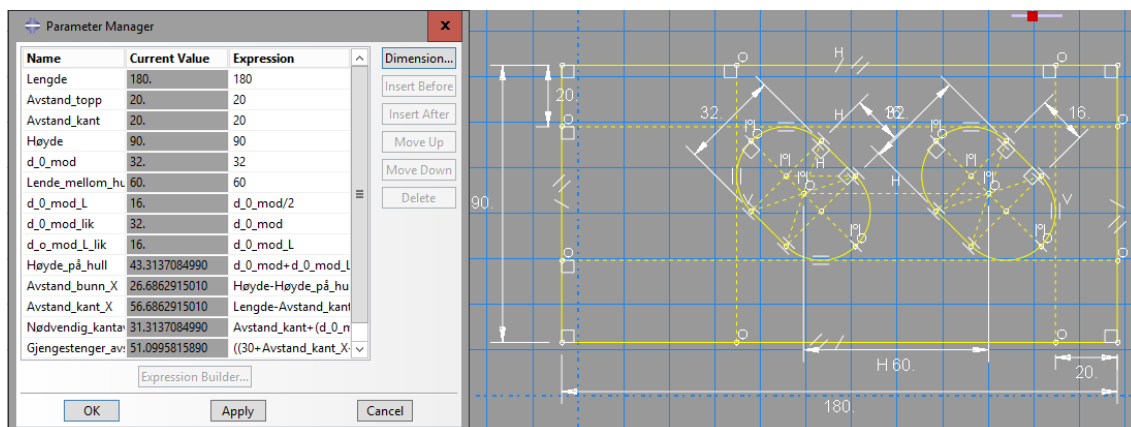 Parameter Manager
X
Name Current Value Expression
Lengde 180. 180
Avstand_topp 20. 20
Avstand_kant 20. 20
Høyde 90. 90
d_0_mod 32. 32
Lende_mellom_hu 60. 60
d_0_mod_L 16. d_0_mod/2
d_0_mod_lik 32. d_0_mod
d_o_mod_L_lik 16. d_0_mod_L
Høyde_på_hull 43.3137084990 d_0_mod+d_0_mod_L
Avstand_bunn_X 26.6862915010 Høyde-Høyde_på_hu
Avstand_kant_X 56.6862915010 Lengde-Avstand_kant
Nødvendig_kanta 31.3137084990 Avstand_kant+(d_0_m
Gjengestenger_av 51.0995815890 ((30+Avstand_kant_X
Dimension...
Insert Before
Insert After
Move Up
Move Down
Delete
Expression Builder...
OK Apply Cancel
H
20.
32.
H
16.
90.
H
H
V
V
H 60.
20.
180.